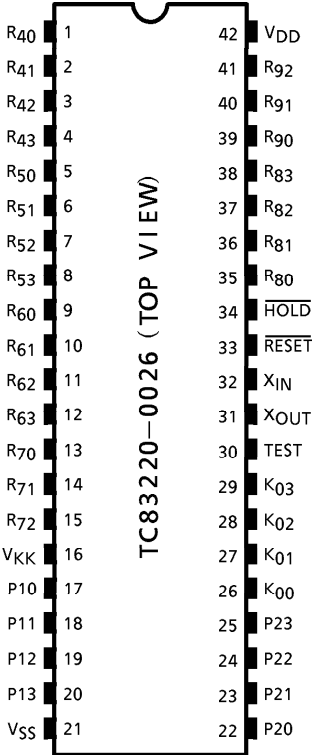 R40 1 42 VDD
R41 2 41 R92
R42 3 40 R91
R43 4 39 R90
R50 5 38 R83
R51 6 37 R82
R52 7 36 R81
R53 8 35 R80
R60 9 34 HOLD
R61 10 33 RESET
R62 11 32 XIN
R63 12 31 XOUT
R70 13 30 TEST
R71 14 29 K03
R72 15 28 K02
VKK 16 27 K01
P10 17 26 K00
P11 18 25 P23
P12 19 24 P22
P13 20 23 P21
VSS 21 22 P20
TC83220-0026 (TOP VIEW)